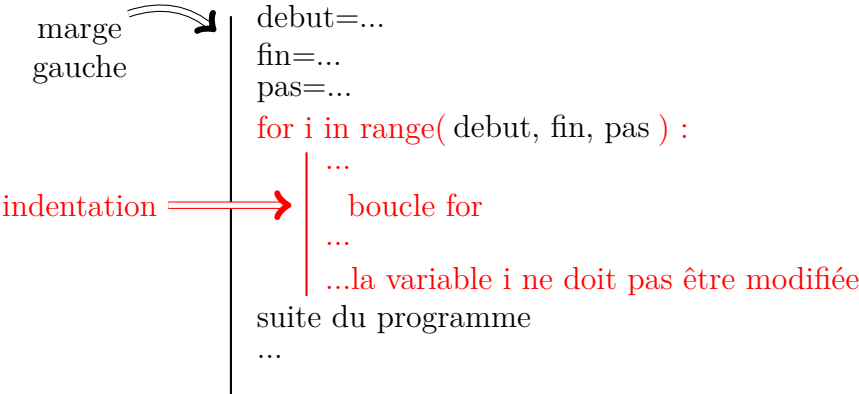 marge
gauche
debut=...
fin=...
pas=...
for i in range( debut, fin, pas ) :
...
indentation
boucle for
...
...la variable i ne doit pas être modifiée
suite du programme
...